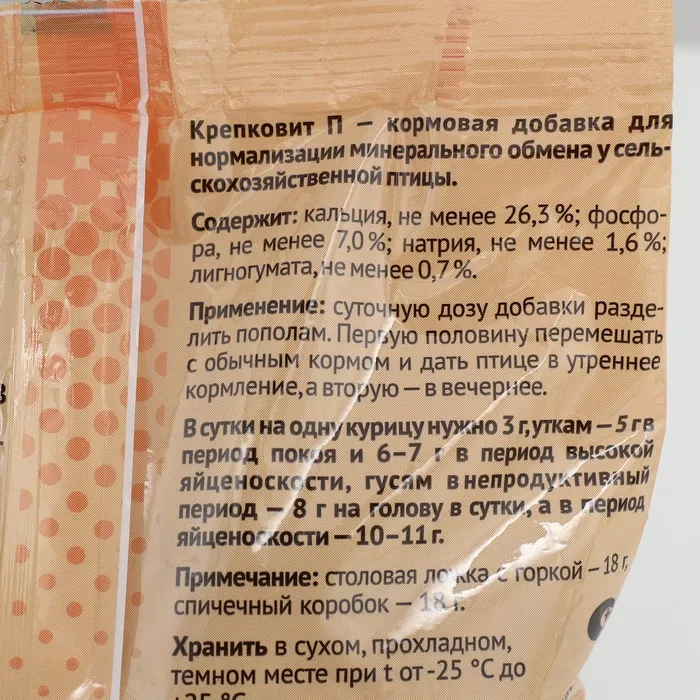 Крепковит П — кормовая добавка для
нормализации минерального обмена у сель-
скохозяйственной птицы.
Содержит: кальция, не менее 26,3 %; фосфо-
ра, не менее 7,0 %; натрия, не менее 1,6 %;
лигногумата, не менее 0,7 %.
Применение: суточную дозу добавки разде-
лить пополам. Первую половину перемешать
с обычным кормом и дать птице в утреннее
кормление, а вторую — в вечернее.
В сутки на одну курицу нужно 3 г, уткам — 5 г в
период покоя и 6–7 г в период высокой
яйценоскости, гусям в непродуктивный
период — 8 г на голову в сутки, а в период
яйценоскости — 10–11 г.
Примечание: столовая ложка с горкой – 18 г,
спичечный коробок – 18 г.
Хранить в сухом, прохладном,
темном месте при t от -25 °С до